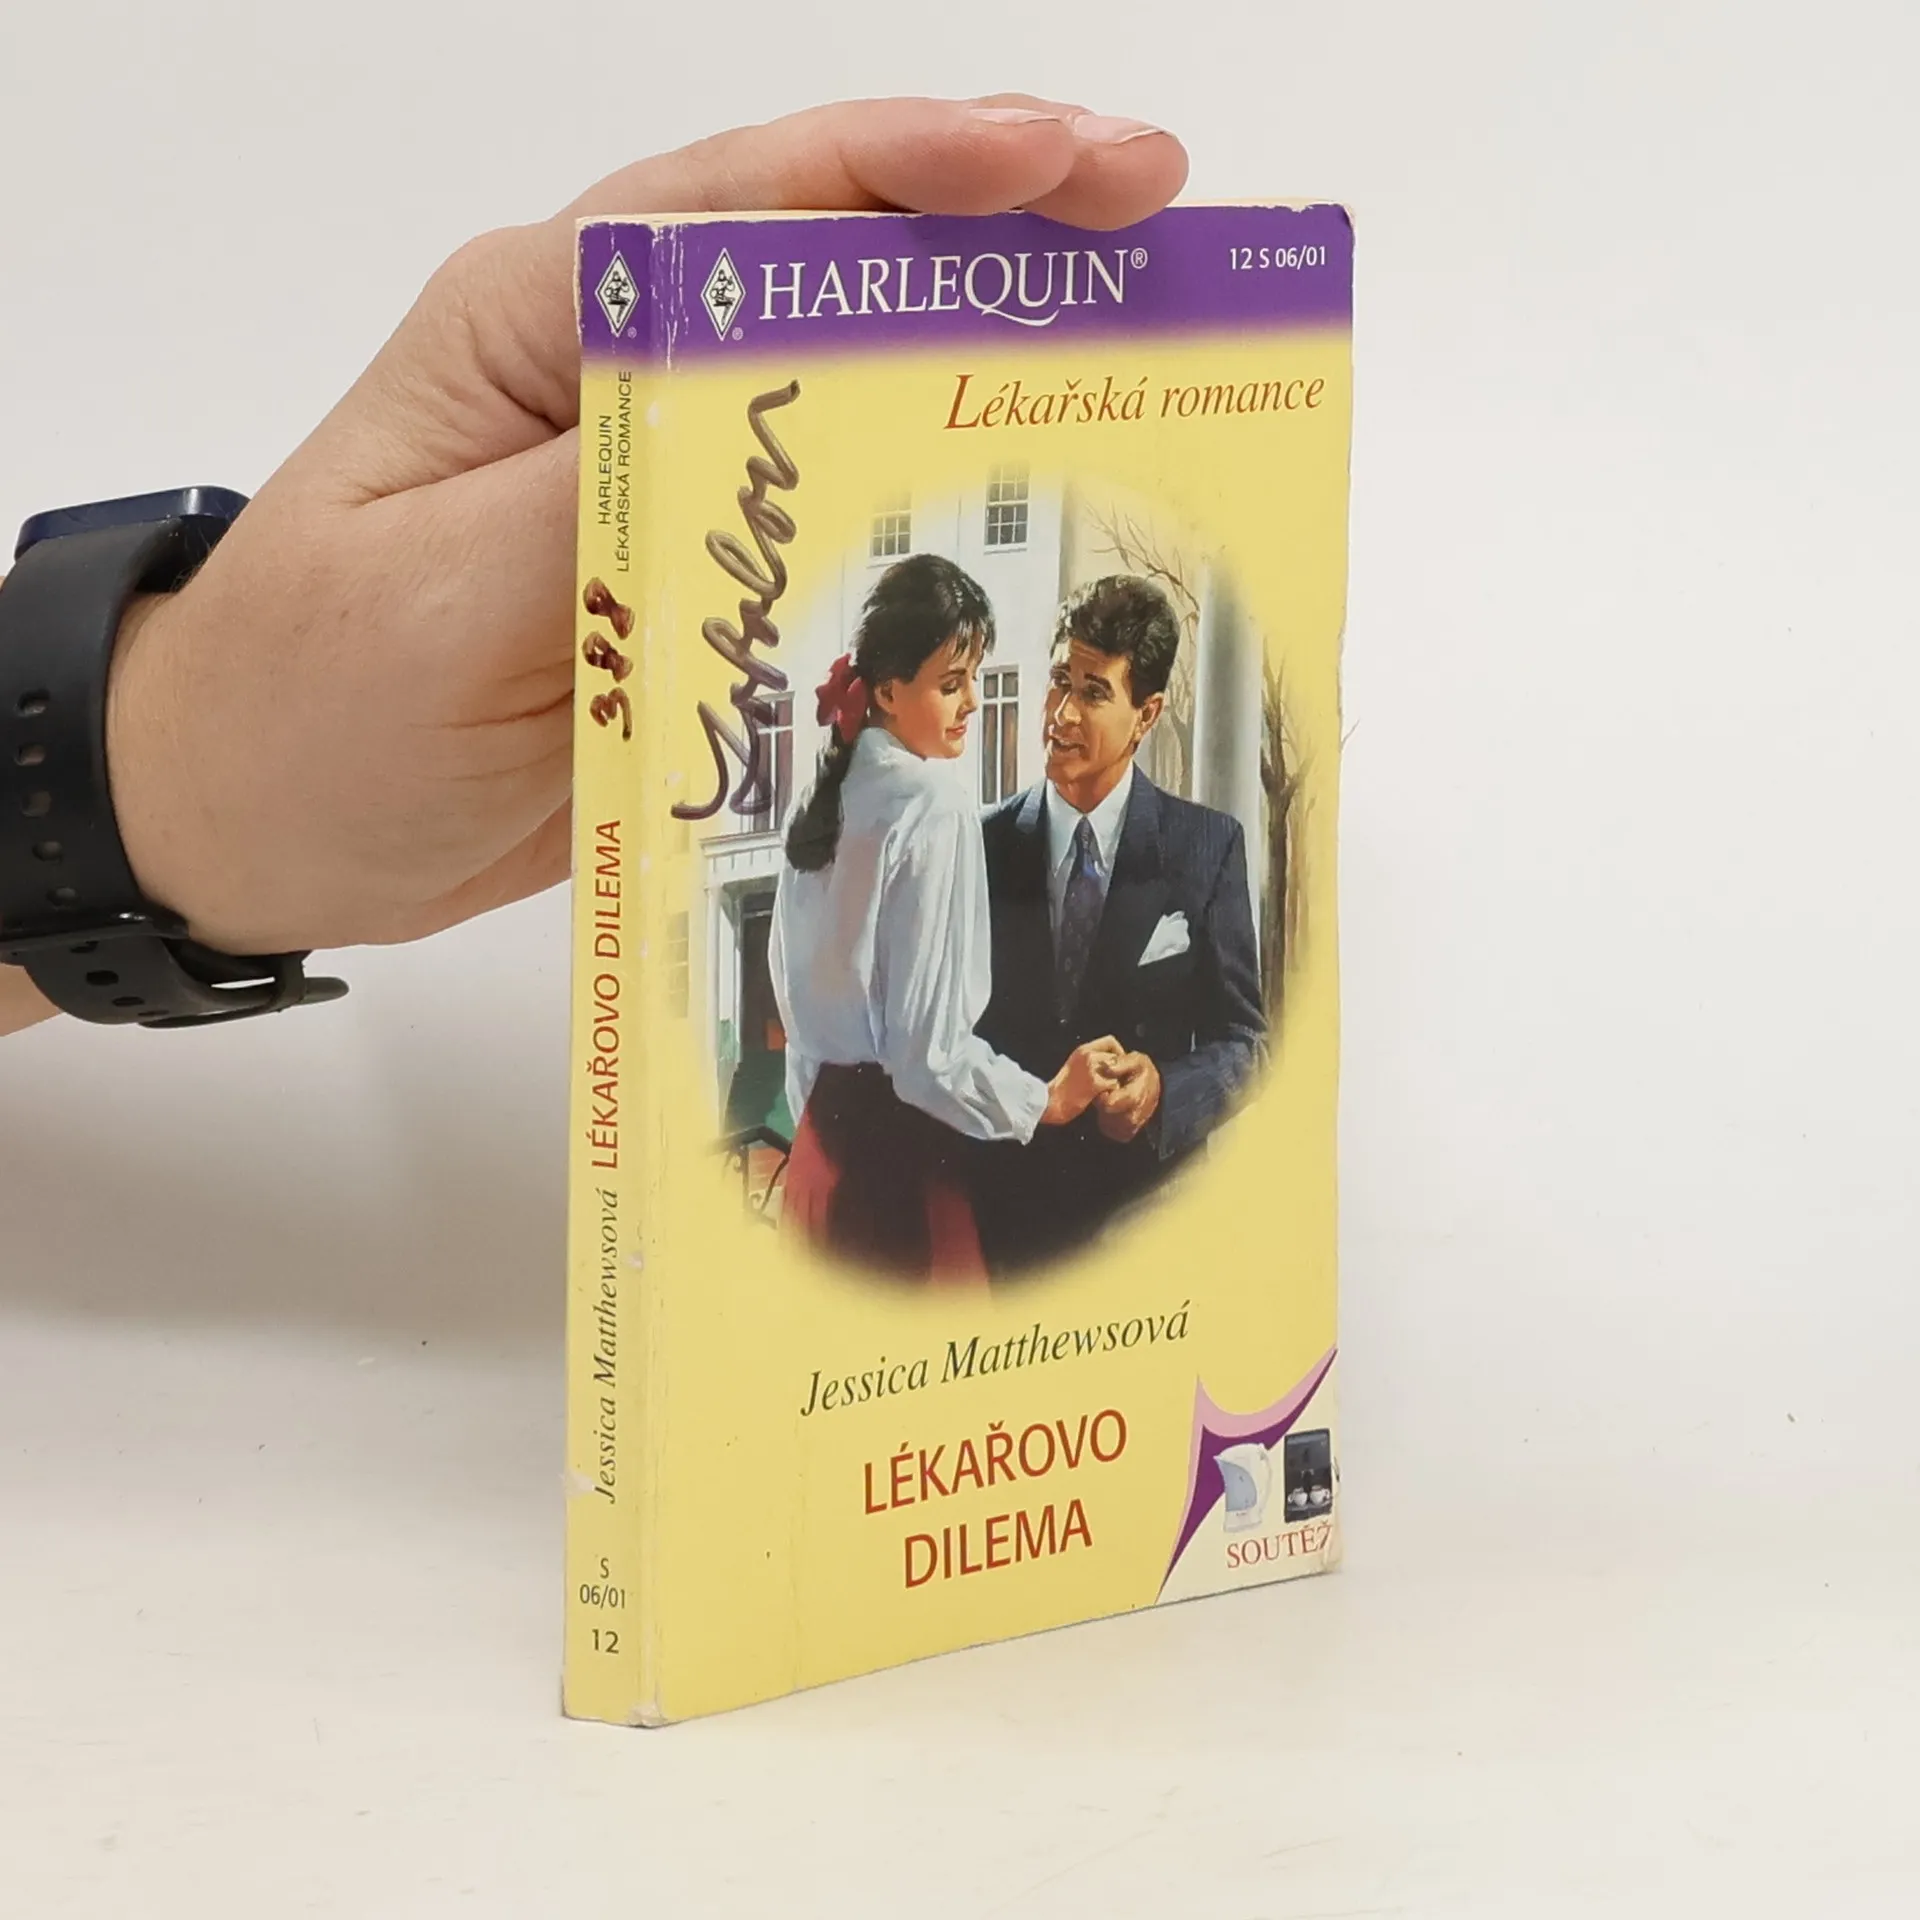 HARLEQUIN®
12 S 06/01
Lékařská romance
Jessica Matthewsová
LÉKAŘOVO
DILEMA
SOUTĚŽ
HARLEQUIN
LÉKAŘSKÁ ROMANCE
388
LÉKAŘOVO DILEMA
Jessica Matthewsová
S
06/01
12